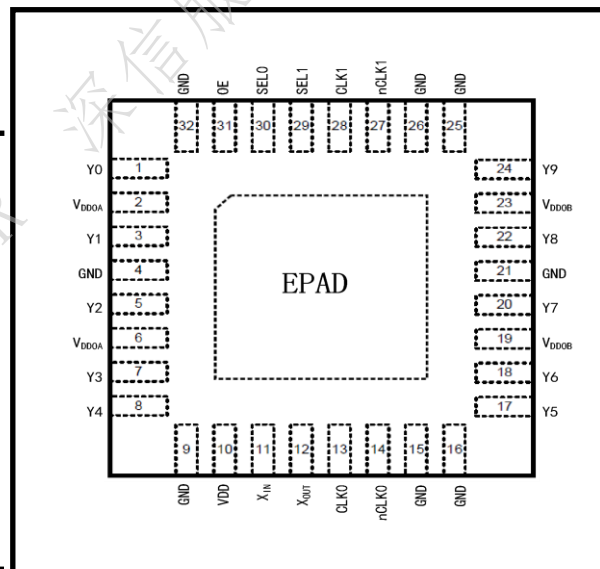 深信服
GND OE SEL0 SEL1 CLK1 nCLK1 GND GND
32 31 30 29 28 27 26 25
Y0 1 24 Y9
VDDOA 2 23 VDDOB
Y1 3 22 Y8
GND 4 21 GND
EPAD
Y2 5 20 Y7
VDDOA 6 19 VDDOB
Y3 7 18 Y6
Y4 8 17 Y5
9 10 11 12 13 14 15 16
GND VDD XIN XOUT CLK0 nCLK0 GND GND